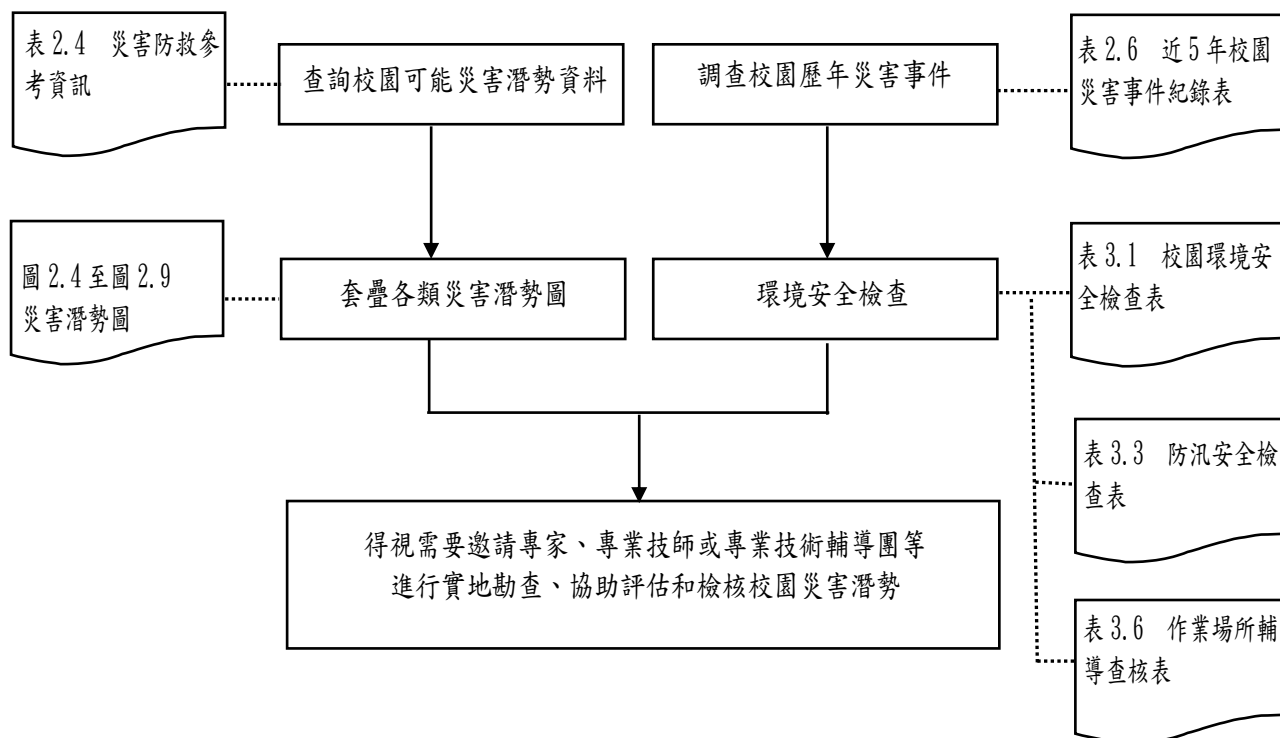 表 2.4　災害防救參
考資訊
查詢校園可能災害潛勢資料
調查校園歷年災害事件
表 2.6　近 5 年校園
災害事件紀錄表
圖 2.4 至圖 2.9
災害潛勢圖
套疊各類災害潛勢圖
環境安全檢查
表 3.1　校園環境安
全檢查表
表 3.3　防汛安全檢
查表
得視需要邀請專家、專業技師或專業技術輔導團等
進行實地勘查、協助評估和檢核校園災害潛勢
表 3.6　作業場所輔
導查核表